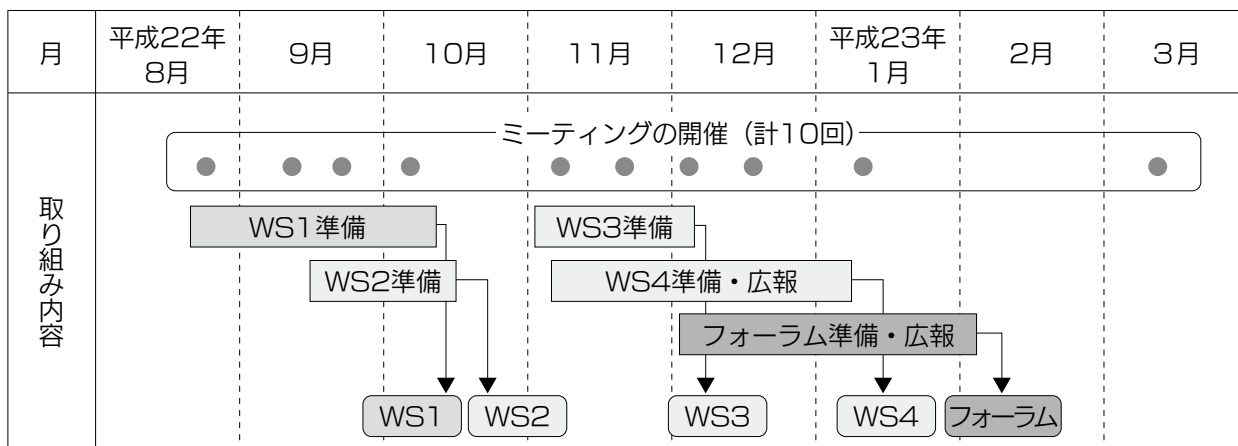 月
平成22年
8月
9月
10月
11月
12月
平成23年
1月
2月
3月
取り組み内容
ミーティングの開催（計10回）
WS1準備
WS3準備
WS2準備
WS4準備・広報
フォーラム準備・広報
WS1
WS2
WS3
WS4
フォーラム